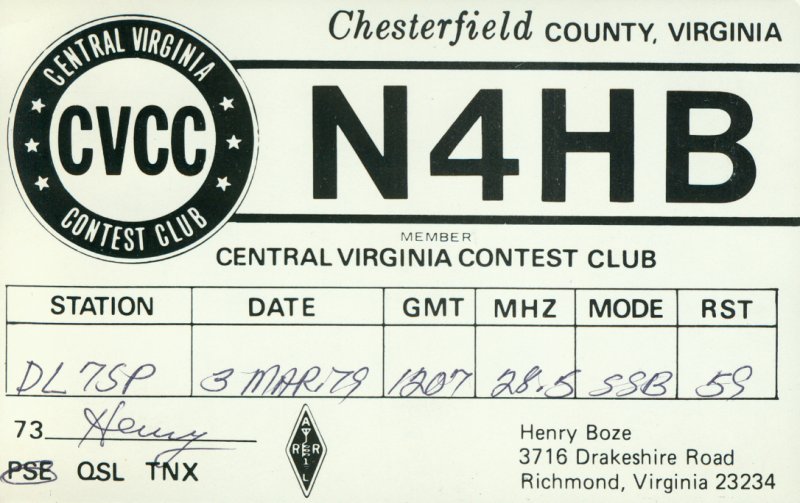 Chesterfield COUNTY, VIRGINIA
CENTRAL VIRGINIA
CVCC
CONTEST CLUB
N4HB
MEMBER
CENTRAL VIRGINIA CONTEST CLUB
STATION DATE GMT MHZ MODE RST
DL7SP 3 MAR.79 1207 28.5 SSB 59
73 Henry
A
R R
L
Henry Boze
3716 Drakeshire Road
Richmond, Virginia 23234
PSE QSL TNX